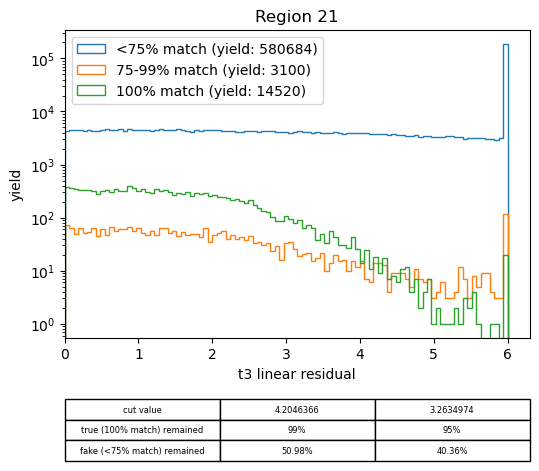 Region 21
<75% match (yield: 580684)
75-99% match (yield: 3100)
100% match (yield: 14520)
yield
10^5
10^4
10^3
10^2
10^1
10^0
0 1 2 3 4 5 6
t3 linear residual
cut value 4.2046366 3.2634974
true (100% match) remained 99% 95%
fake (<75% match) remained 50.98% 40.36%